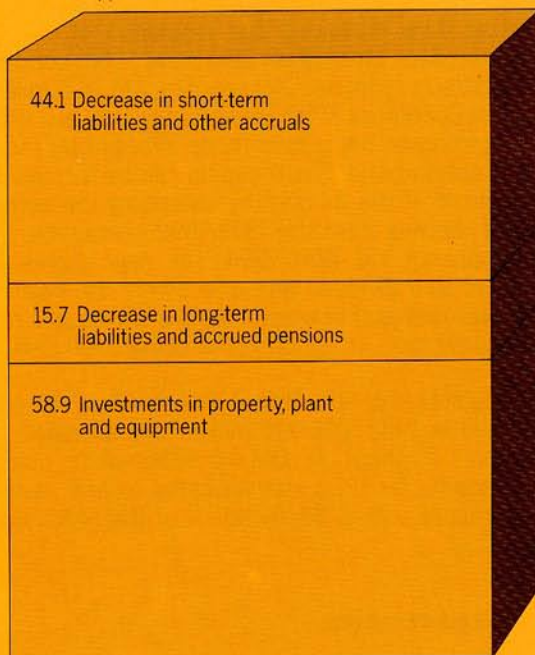 44.1 Decrease in short-term
liabilities and other accruals
15.7 Decrease in long-term
liabilities and accrued pensions
58.9 Investments in property, plant
and equipment